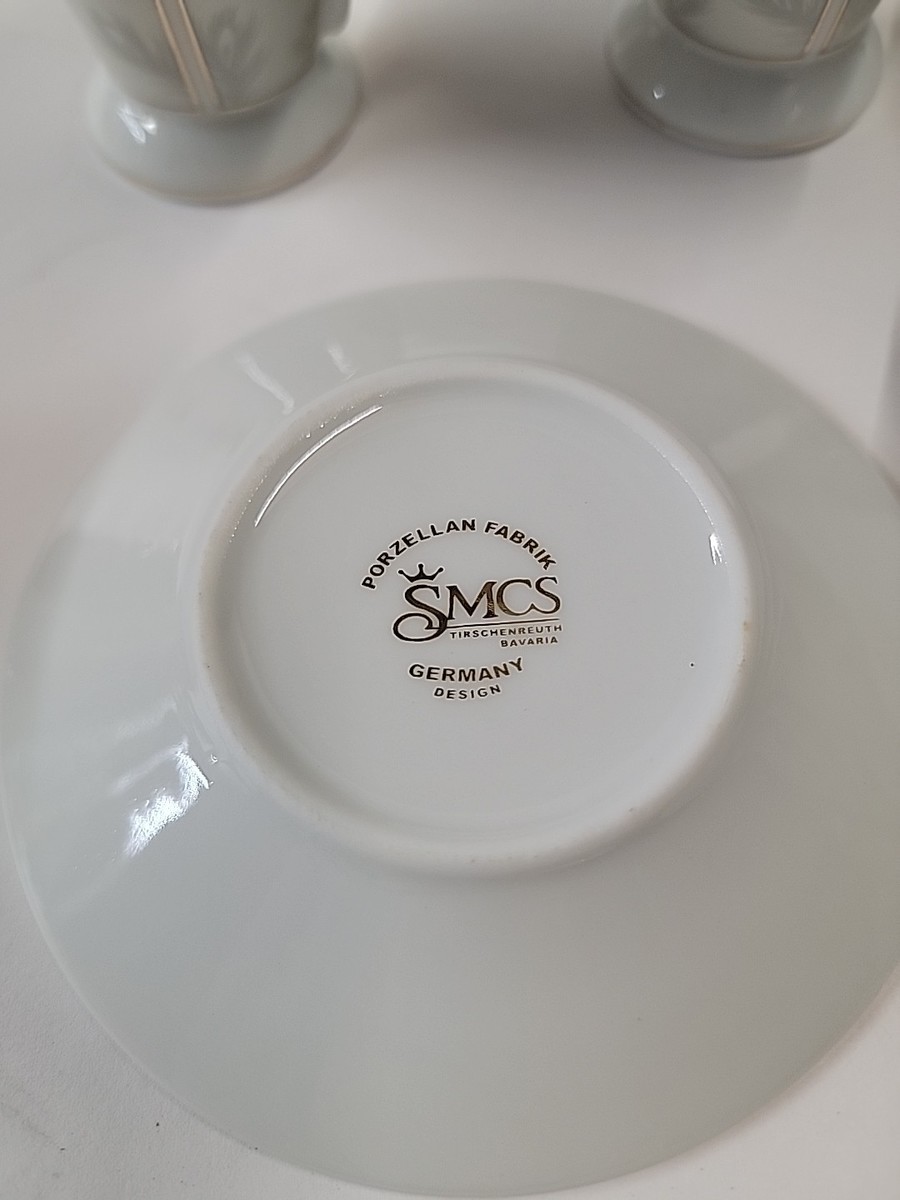 PORZELLAN FABRIK
SMCS
TIRSCHENREUTH
BAVARIA
GERMANY
DESIGN